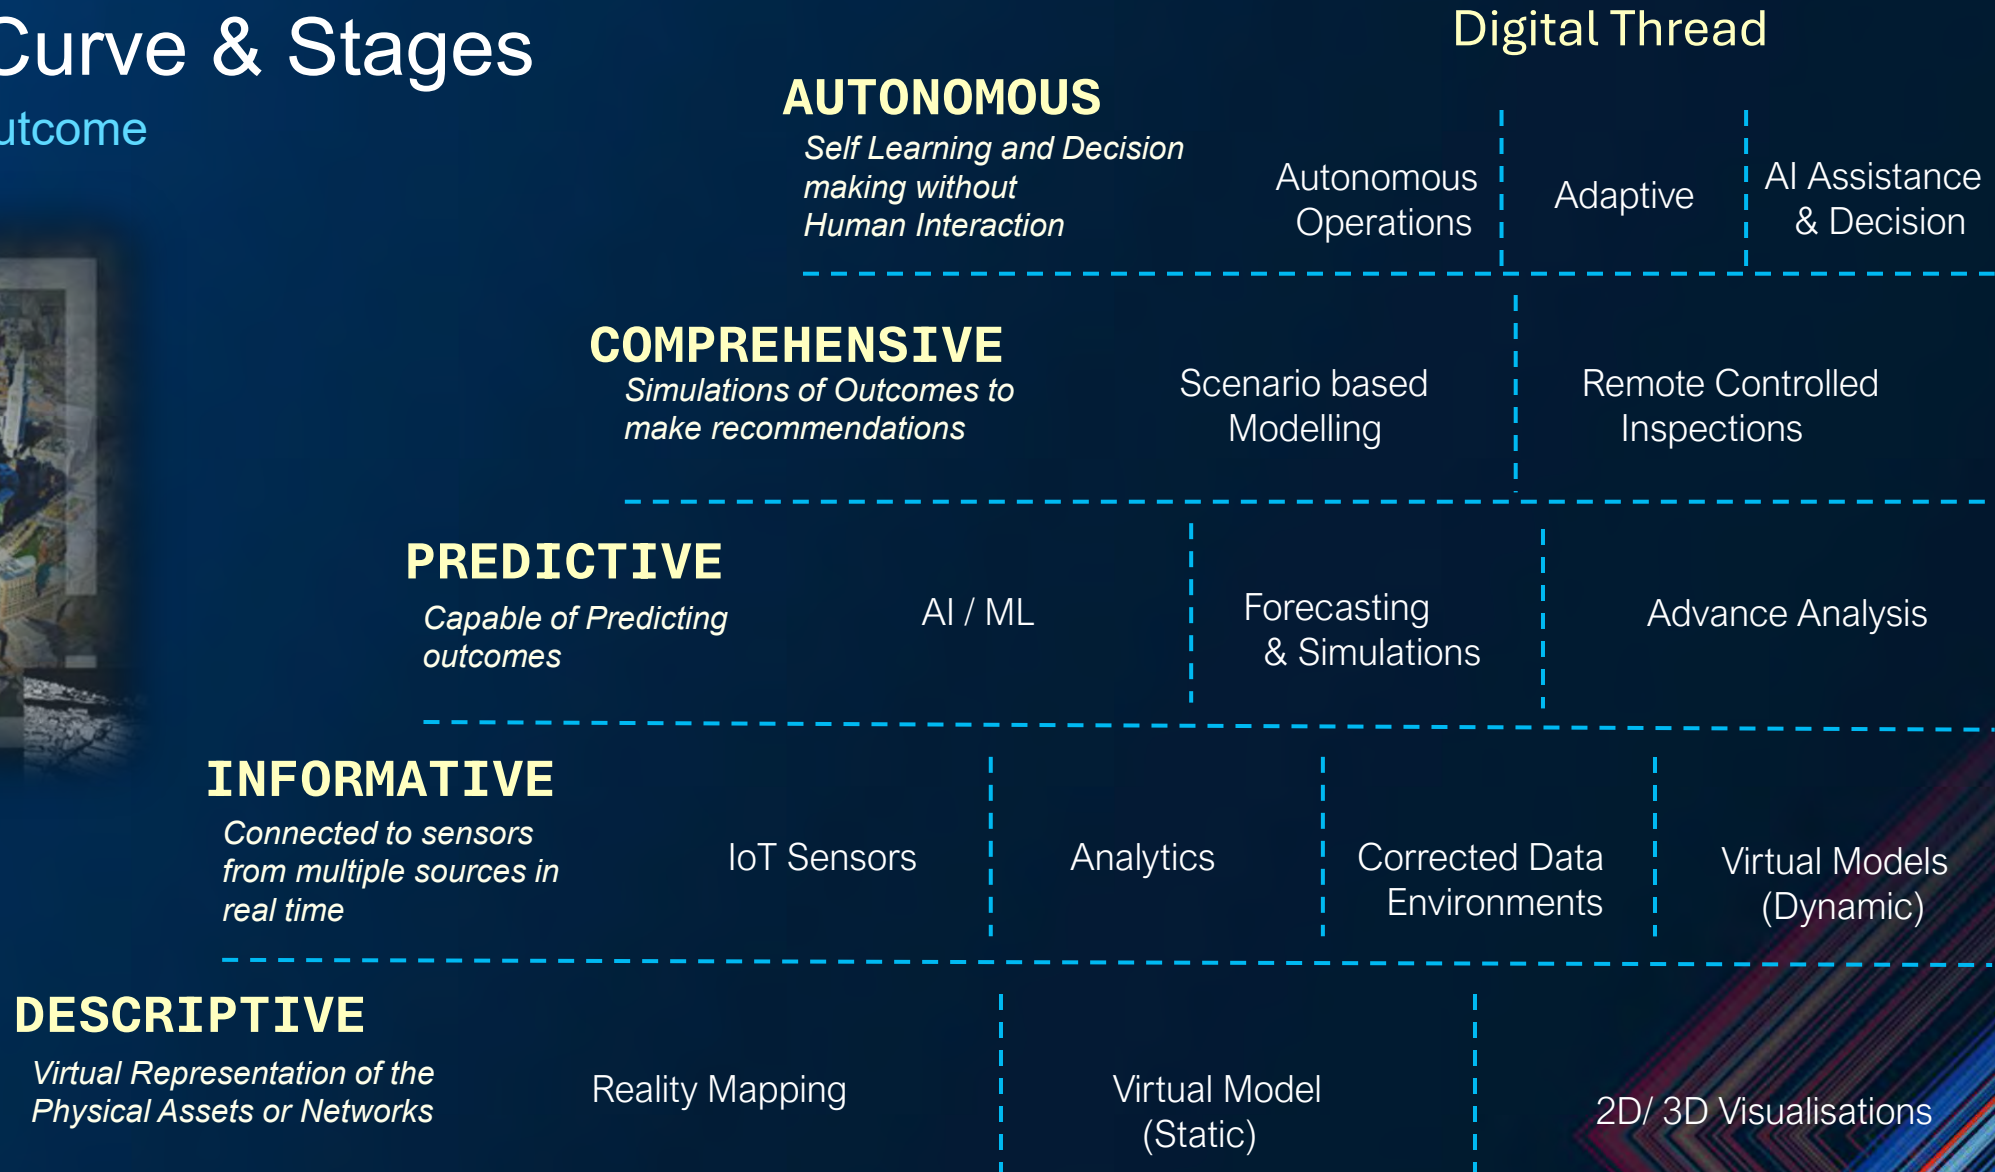 Curve & Stages
utcome
Digital Thread
AUTONOMOUS
Self Learning and Decision
making without
Human Interaction
Autonomous
Operations
Adaptive
AI Assistance
& Decision
COMPREHENSIVE
Simulations of Outcomes to
make recommendations
Scenario based
Modelling
Remote Controlled
Inspections
PREDICTIVE
Capable of Predicting
outcomes
AI / ML
Forecasting
& Simulations
Advance Analysis
INFORMATIVE
Connected to sensors
from multiple sources in
real time
IoT Sensors
Analytics
Corrected Data
Environments
Virtual Models
(Dynamic)
DESCRIPTIVE
Virtual Representation of the
Physical Assets or Networks
Reality Mapping
Virtual Model
(Static)
2D/ 3D Visualisations